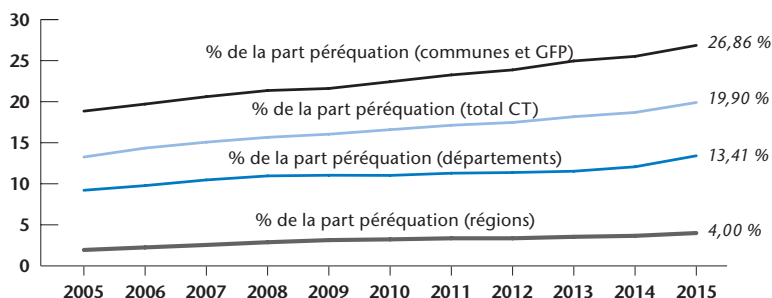 30
% de la part péréquation (communes et GFP)
26,86 %
25
20
% de la part péréquation (total CT)
19,90 %
15
% de la part péréquation (départements)
13,41 %
10
5
% de la part péréquation (régions)
4,00 %
0
2005 2006 2007 2008 2009 2010 2011 2012 2013 2014 2015